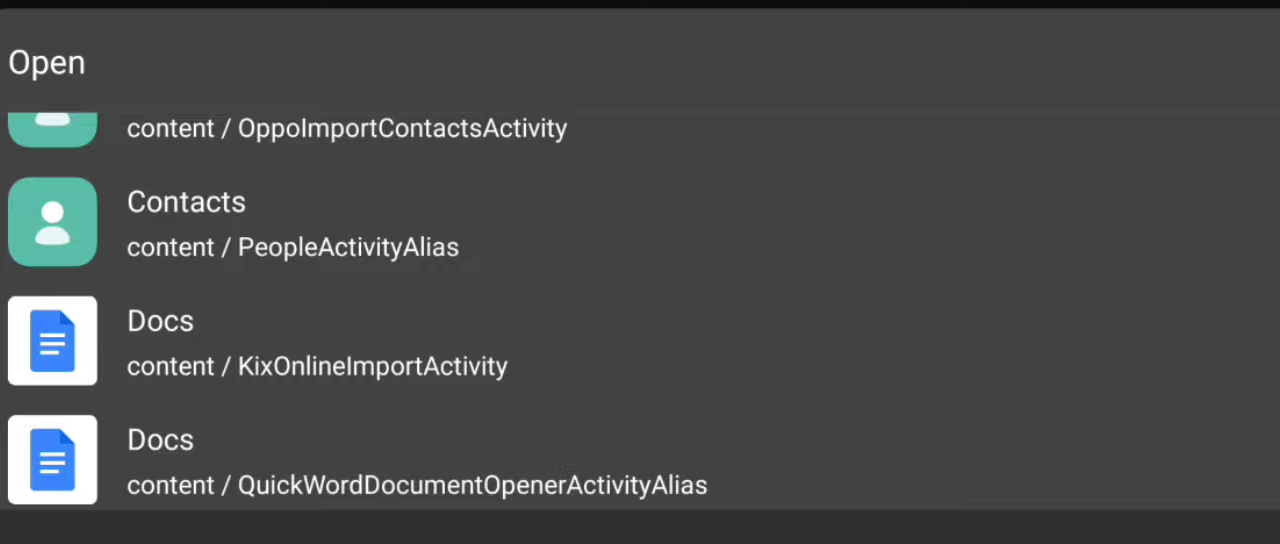 Open
content / OppoImportContactsActivity
Contacts
content / PeopleActivityAlias
Docs
content / KixOnlineImportActivity
Docs
content / QuickWordDocumentOpenerActivityAlias